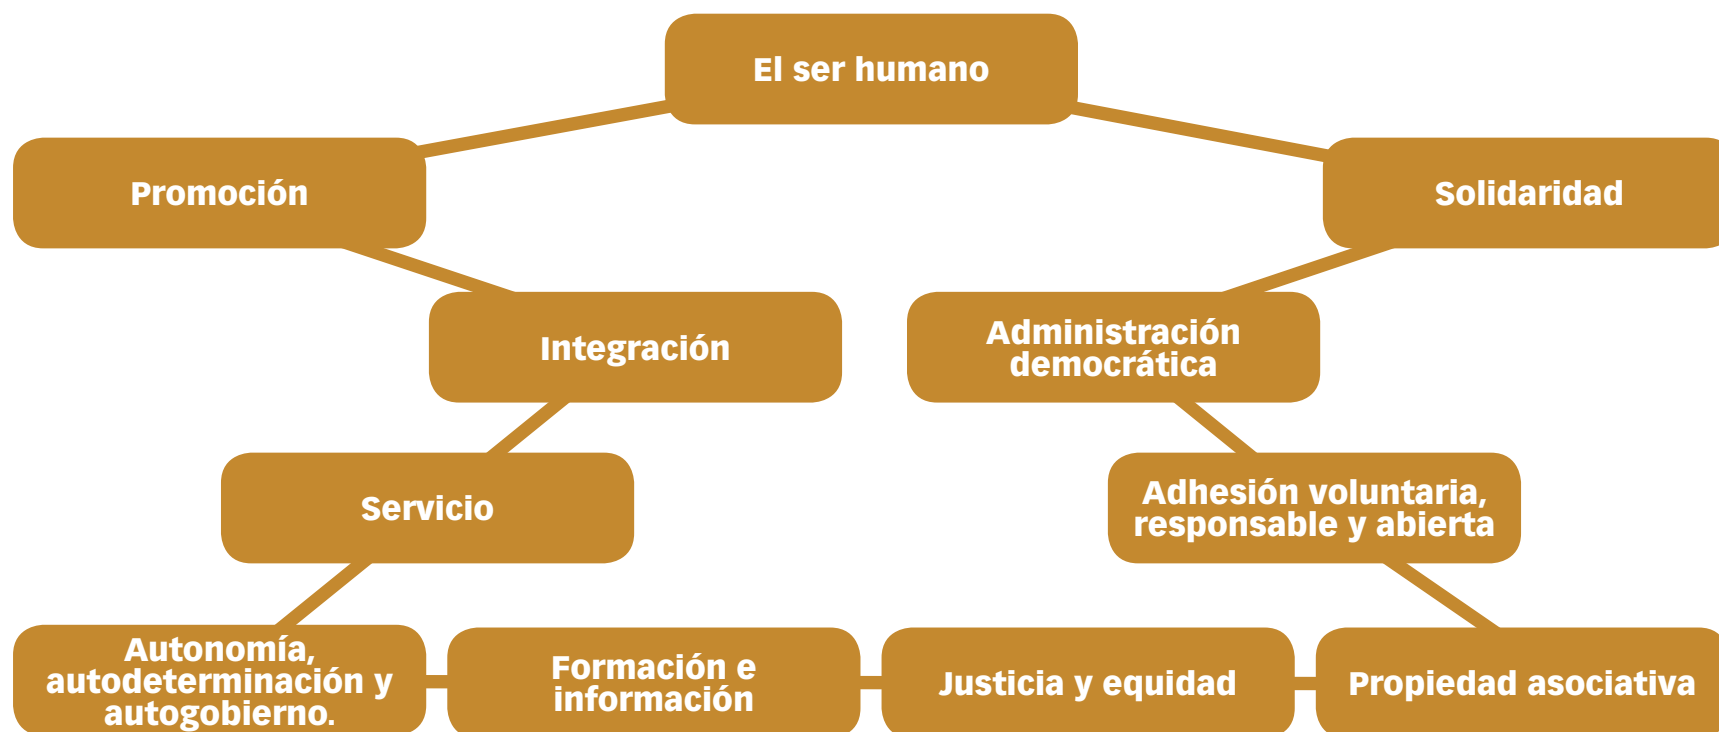 El ser humano
Promoción
Solidaridad
Integración
Administración
democrática
Servicio
Adhesión voluntaria,
responsable y abierta
Autonomía,
autodeterminación y
autogobierno.
Formación e
información
Justicia y equidad
Propiedad asociativa